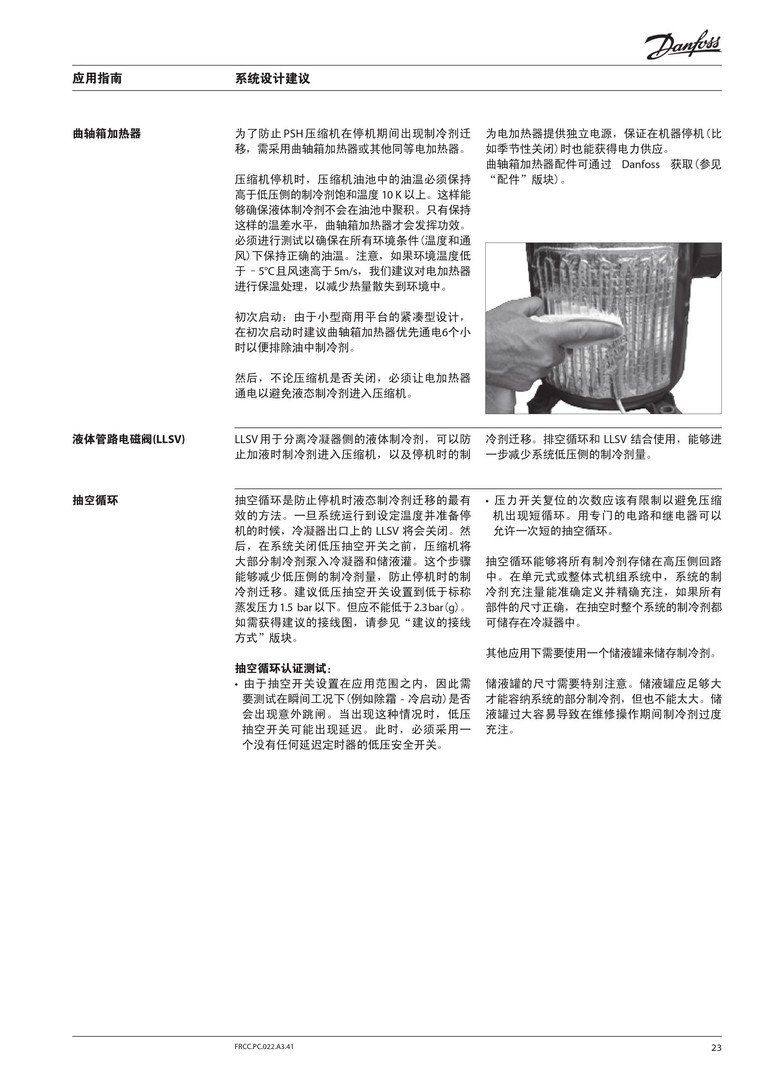 Danfoss
应用指南
系统设计建议
曲轴箱加热器
为了防止 PSH 压缩机在停机期间出现制冷剂迁
移，需采用曲轴箱加热器或其他同等电加热器。
压缩机停机时，压缩机油池中的油温必须保持
高于低压侧的制冷剂饱和温度 10 K 以上。这样能
够确保液体制冷剂不会在油池中聚积。只有保持
这样的温差水平，曲轴箱加热器才会发挥功效。
必须进行测试以确保在所有环境条件（温度和通
风）下保持正确的油温。注意，如果环境温度低
于 –5°C 且风速高于 5m/s，我们建议对电加热器
进行保温处理，以减少热量散失到环境中。
初次启动：由于小型商用平台的紧凑型设计，
在初次启动时建议曲轴箱加热器优先通电6个小
时以便排除油中制冷剂。
然后，不论压缩机是否关闭，必须让电加热器
通电以避免液态制冷剂进入压缩机。
为电加热器提供独立电源，保证在机器停机（比
如季节性关闭）时也能获得电力供应。
曲轴箱加热器配件可通过 Danfoss 获取（参见
“配件”版块）。
液体管路电磁阀(LLSV)
LLSV 用于分离冷凝器侧的液体制冷剂，可以防
止加液时制冷剂进入压缩机，以及停机时的制
冷剂迁移。排空循环和 LLSV 结合使用，能够进
一步减少系统低压侧的制冷剂量。
抽空循环
抽空循环是防止停机时液态制冷剂迁移的最有
效的方法。一旦系统运行到设定温度并准备停
机的时候，冷凝器出口上的 LLSV 将会关闭。然
后，在系统关闭低压抽空开关之前，压缩机将
大部分制冷剂泵入冷凝器和储液灌。这个步骤
能够减少低压侧的制冷剂量，防止停机时的制
冷剂迁移。建议低压抽空开关设置到低于标称
蒸发压力 1.5 bar 以下。但应不能低于 2.3 bar（g）。
如需获得建议的接线图，请参见“建议的接线
方式”版块。
抽空循环认证测试：
• 由于抽空开关设置在应用范围之内，因此需
要测试在瞬间工况下（例如除霜 - 冷启动）是否
会出现意外跳闸。当出现这种情况时，低压
抽空开关可能出现延迟。此时，必须采用一
个没有任何延迟定时器的低压安全开关。
• 压力开关复位的次数应该有限制以避免压缩
机出现短循环。用专门的电路和继电器可以
允许一次短的抽空循环。
抽空循环能够将所有制冷剂存储在高压侧回路
中。在单元式或整体式机组系统中，系统的制
冷剂充注量能准确定义并精确充注，如果所有
部件的尺寸正确，在抽空时整个系统的制冷剂都
可储存在冷凝器中。
其他应用下需要使用一个储液罐来储存制冷剂。
储液罐的尺寸需要特别注意。储液罐应足够大
才能容纳系统的部分制冷剂，但也不能太大。储
液罐过大容易导致在维修操作期间制冷剂过度
充注。
FRCC.PC.022.A3.41
23